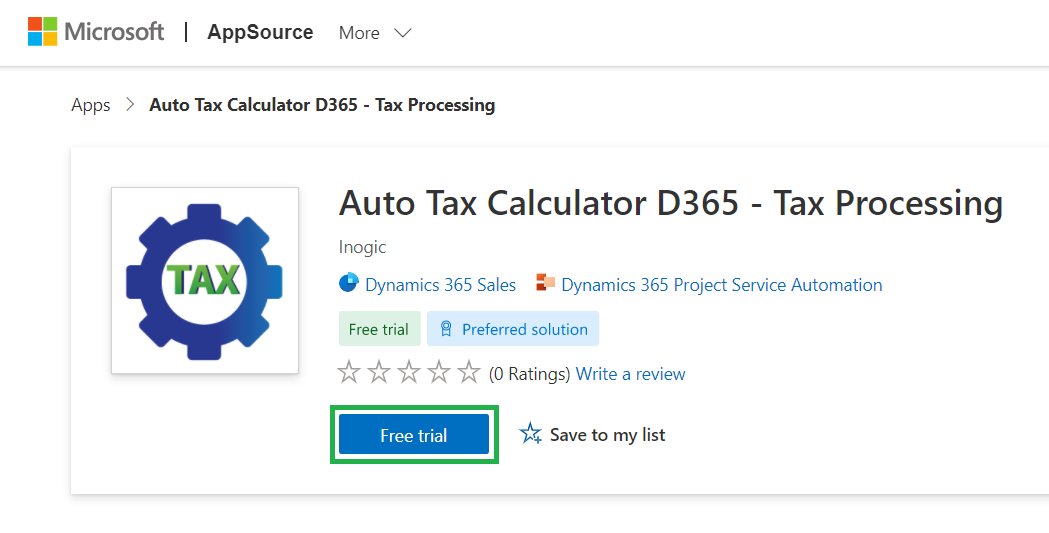 Microsoft | AppSource More
Apps > Auto Tax Calculator D365 - Tax Processing
TAX
Auto Tax Calculator D365 - Tax Processing
Inogic
Dynamics 365 Sales Dynamics 365 Project Service Automation
Free trial Preferred solution
(0 Ratings) Write a review
Free trial Save to my list